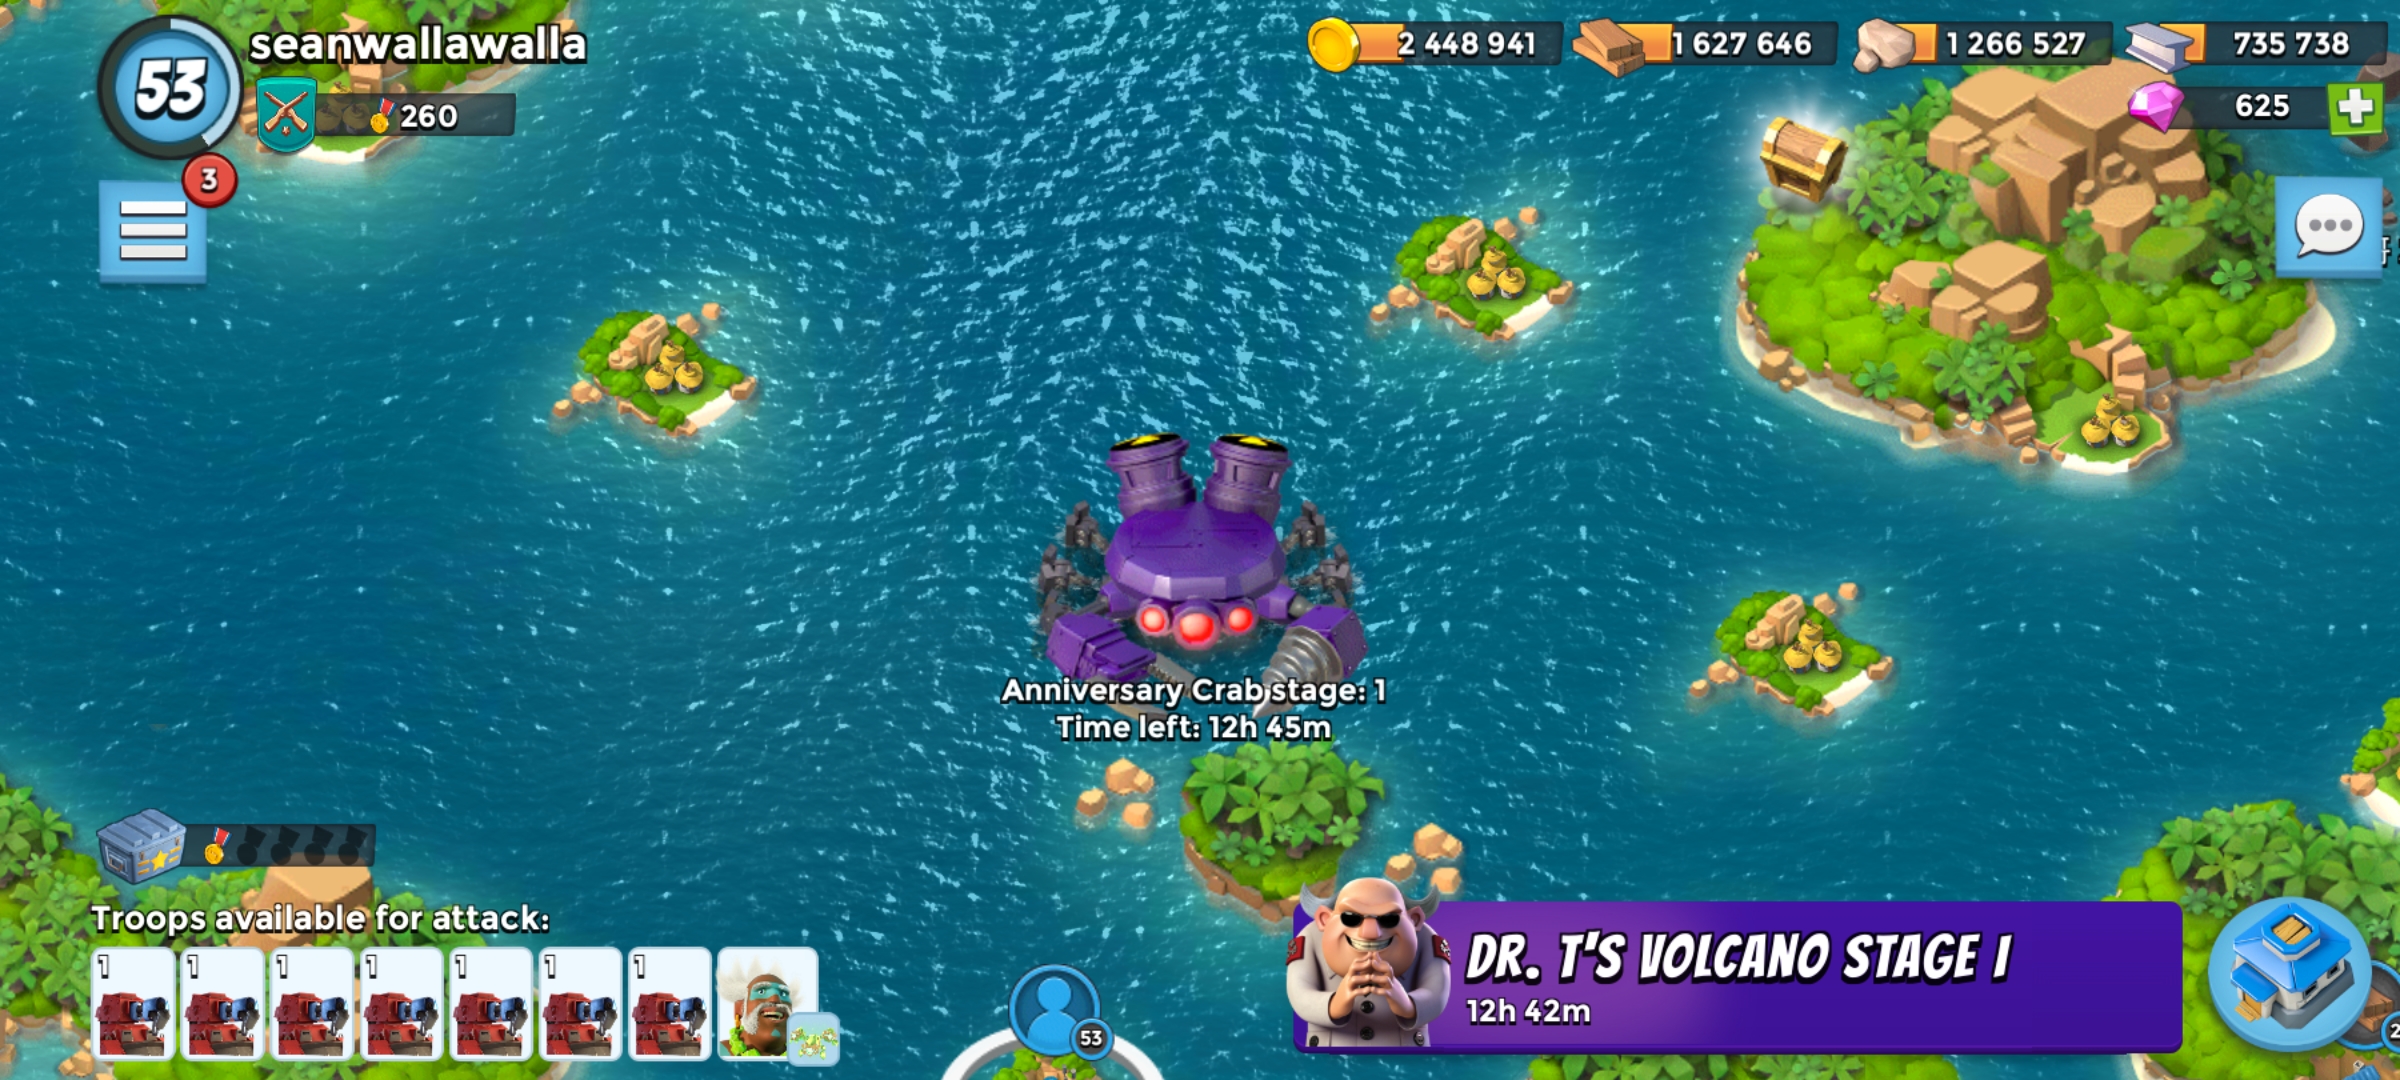 53
seanwallawalla
260
3
2 448 941
1 627 646
1 266 527
735 738
625
Anniversary Crab stage: 1
Time left: 12h 45m
Troops available for attack:
1
1
1
1
1
1
1
53
DR. T'S VOLCANO STAGE 1
12h 42m